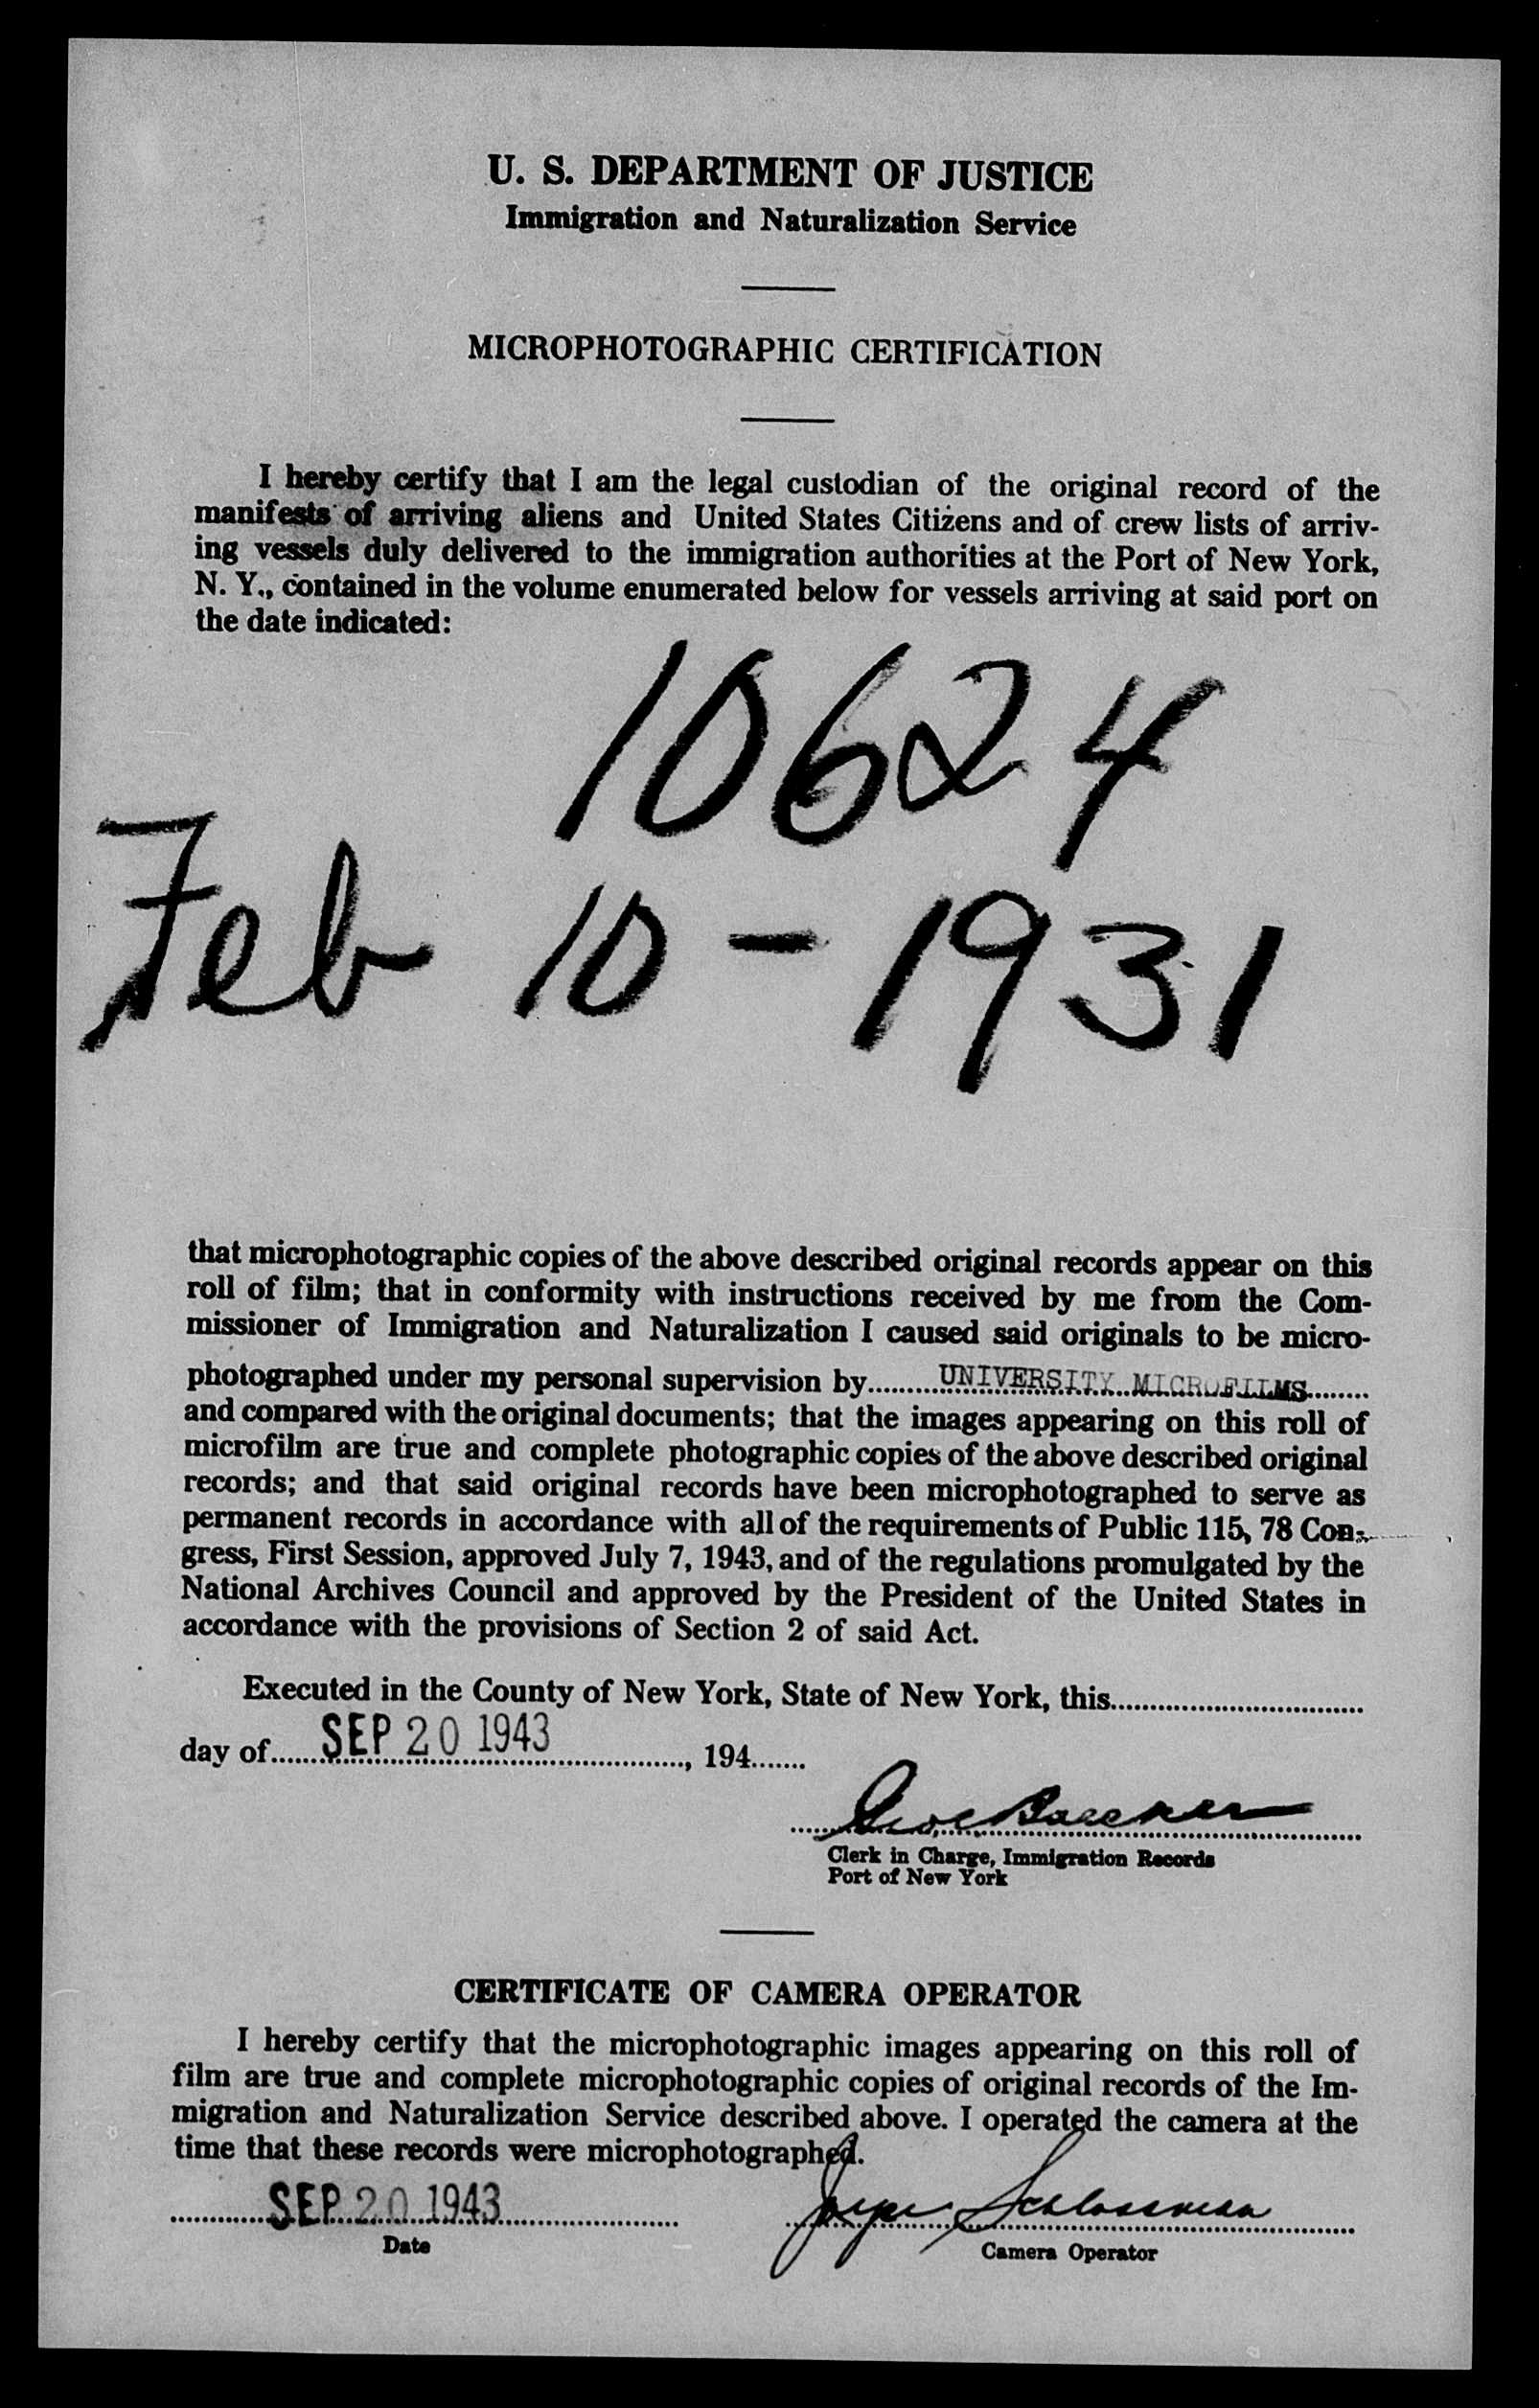 U. S. DEPARTMENT OF JUSTICE
Immigration and Naturalization Service
MICROPHOTOGRAPHIC CERTIFICATION
I hereby certify that I am the legal custodian of the original record of the
manifests of arriving aliens and United States Citizens and of crew lists of arriv-
ing vessels duly delivered to the immigration authorities at the Port of New York,
N. Y., contained in the volume enumerated below for vessels arriving at said port on
the date indicated:
10624
Feb 10 - 1931
that microphotographic copies of the above described original records appear on this
roll of film; that in conformity with instructions received by me from the Com-
missioner of Immigration and Naturalization I caused said originals to be micro-
photographed under my personal supervision by UNIVERSITY MICROFILMS
and compared with the original documents; that the images appearing on this roll of
microfilm are true and complete photographic copies of the above described original
records; and that said original records have been microphotographed to serve as
permanent records in accordance with all of the requirements of Public 115, 78 Con-
gress, First Session, approved July 7, 1943, and of the regulations promulgated by the
National Archives Council and approved by the President of the United States in
accordance with the provisions of Section 2 of said Act.
Executed in the County of New York, State of New York, this
day of SEP 20 1943, 194
Clerk in Charge, Immigration Records
Port of New York
CERTIFICATE OF CAMERA OPERATOR
I hereby certify that the microphotographic images appearing on this roll of
film are true and complete microphotographic copies of original records of the Im-
migration and Naturalization Service described above. I operated the camera at the
time that these records were microphotographed.
SEP 20 1943 Schlossman
Date Camera Operator